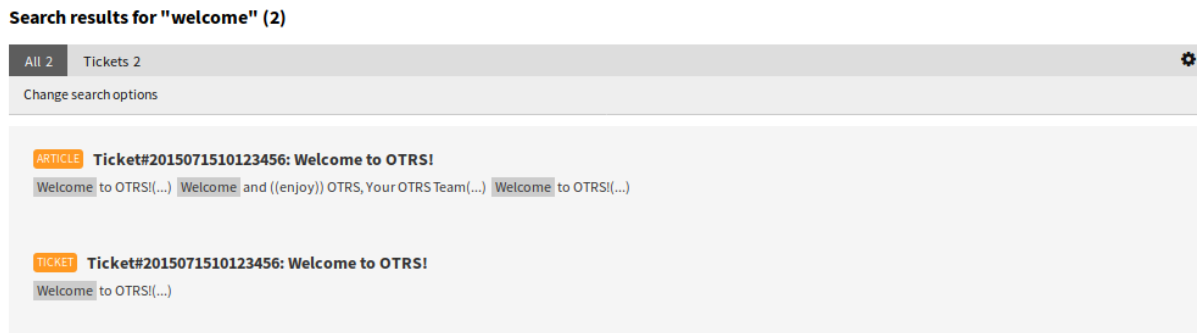 Search results for "welcome" (2)
All 2 Tickets 2
Change search options
ARTICLE Ticket#2015071510123456: Welcome to OTRS!
Welcome to OTRS!(...) Welcome and ((enjoy)) OTRS, Your OTRS Team(...) Welcome to OTRS!(...)
TICKET Ticket#2015071510123456: Welcome to OTRS!
Welcome to OTRS!(...)